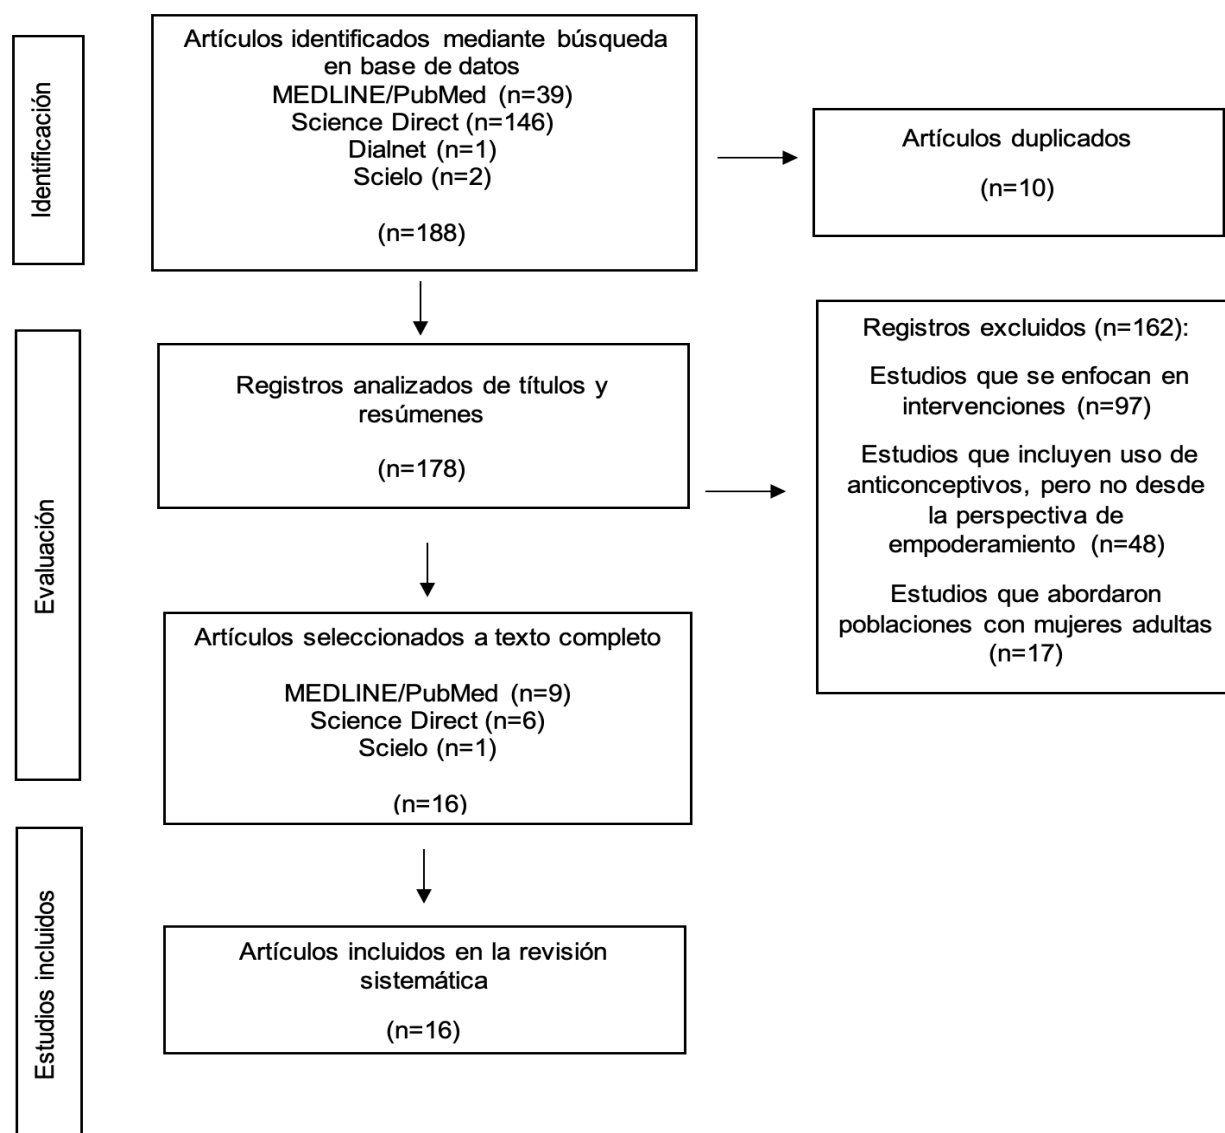 Identificación
Artículos identificados mediante búsqueda
en base de datos
MEDLINE/PubMed (n=39)
Science Direct (n=146)
Dialnet (n=1)
Scielo (n=2)
(n=188)
Artículos duplicados
(n=10)
Evaluación
Registros analizados de títulos y
resúmenes
(n=178)
Registros excluidos (n=162):
Estudios que se enfocan en
intervenciones (n=97)
Estudios que incluyen uso de
anticonceptivos, pero no desde
la perspectiva de
empoderamiento (n=48)
Estudios que abordaron
poblaciones con mujeres adultas
(n=17)
Artículos seleccionados a texto completo
MEDLINE/PubMed (n=9)
Science Direct (n=6)
Scielo (n=1)
(n=16)
Estudios incluidos
Artículos incluidos en la revisión
sistemática
(n=16)